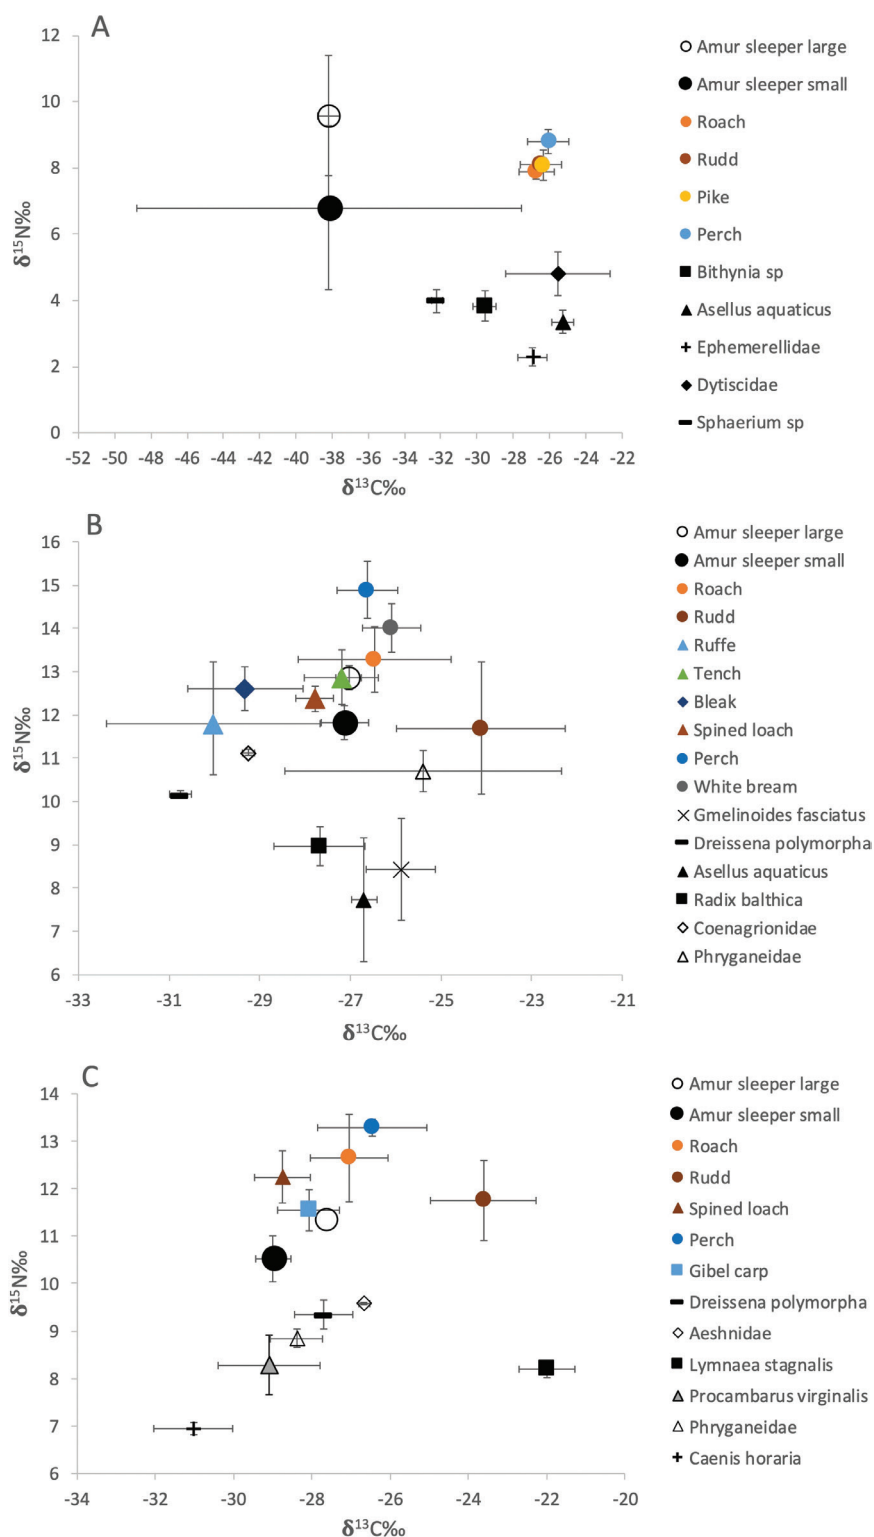 A
12
10
8
6
4
2
0
-52 -50 -48 -46 -44 -42 -40 -38 -36 -34 -32 -30 -28 -26 -24 -22
δ¹⁵N‰
δ¹³C‰
Amur sleeper large
Amur sleeper small
Roach
Rudd
Pike
Perch
Bithynia sp
Asellus aquaticus
Ephemerellidae
Dytiscidae
Sphaerium sp
B
16
15
14
13
12
11
10
9
8
7
6
-33 -31 -29 -27 -25 -23 -21
δ¹⁵N‰
δ¹³C‰
Amur sleeper large
Amur sleeper small
Roach
Rudd
Ruffe
Tench
Bleak
Spined loach
Perch
White bream
Gmelinoides fasciatus
Dreissena polymorpha
Asellus aquaticus
Radix balthica
Coenagrionidae
Phryganeidae
C
14
13
12
11
10
9
8
7
6
-34 -32 -30 -28 -26 -24 -22 -20
δ¹⁵N‰
δ¹³C‰
Amur sleeper large
Amur sleeper small
Roach
Rudd
Spined loach
Perch
Gibel carp
Dreissena polymorpha
Aeshnidae
Lymnaea stagnalis
Procambarus virginalis
Phryganeidae
Caenis horaria